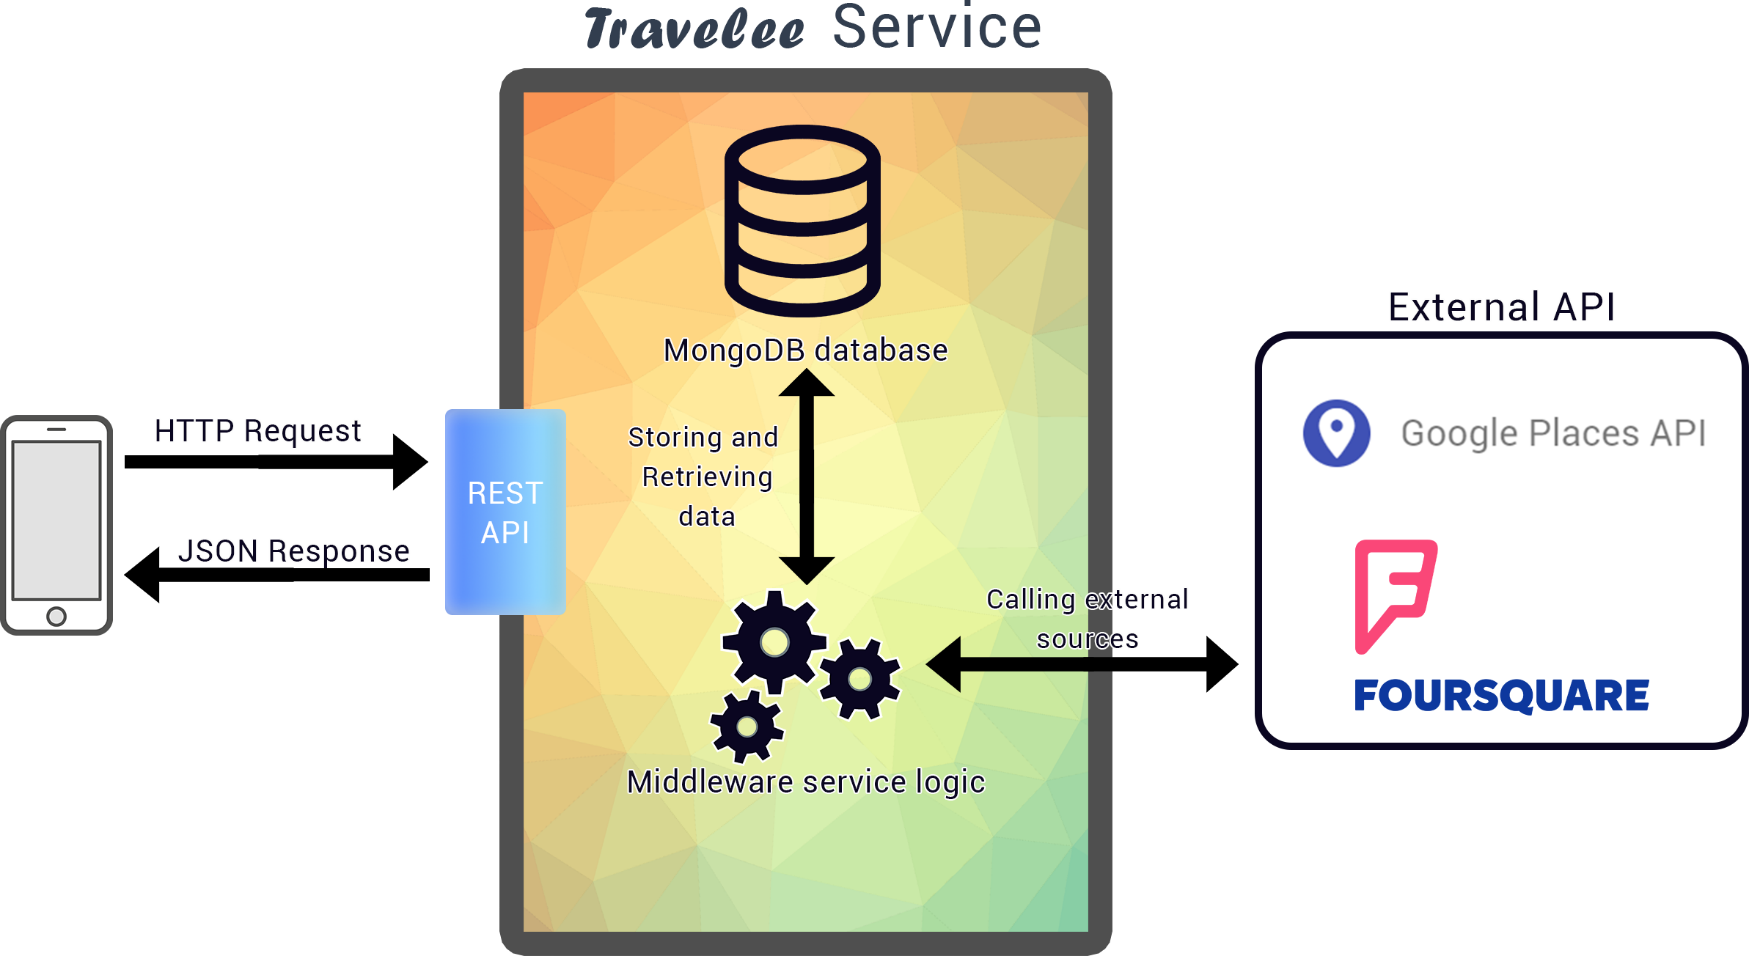 Travelee Service
MongoDB database
Storing and
Retrieving
data
HTTP Request
JSON Response
REST
API
Calling external
sources
Middleware service logic
External API
Google Places API
FOURSQUARE